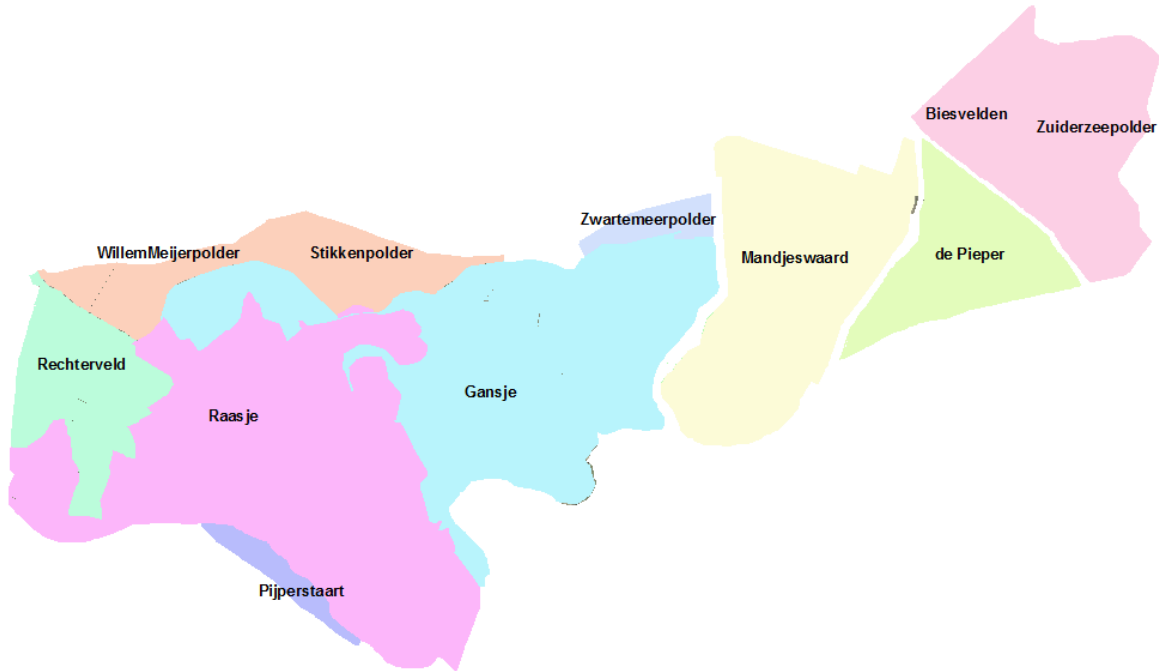 Biesvelden
Zuiderzeepolder
Zwartemeerpolder
WillemMeijerpolder
Stikkenpolder
Mandjeswaard
de Pieper
Rechterveld
Gansje
Raasje
Pijperstaart